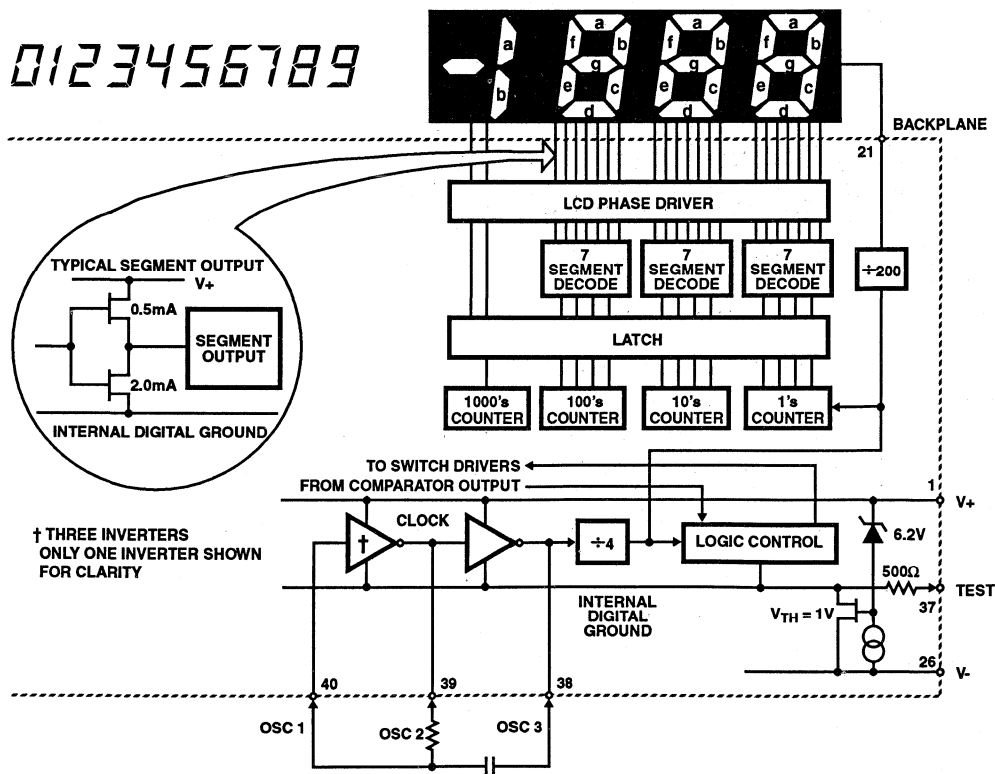 0123456789
a
b
a
f b
g
e c
d
a
f b
g
e c
d
a
f b
g
e c
d
BACKPLANE
21
LCD PHASE DRIVER
7
SEGMENT
DECODE
7
SEGMENT
DECODE
7
SEGMENT
DECODE
÷200
TYPICAL SEGMENT OUTPUT
V+
0.5mA
SEGMENT
OUTPUT
2.0mA
INTERNAL DIGITAL GROUND
LATCH
1000's
COUNTER
100's
COUNTER
10's
COUNTER
1's
COUNTER
TO SWITCH DRIVERS
FROM COMPARATOR OUTPUT
1
V+
† THREE INVERTERS
ONLY ONE INVERTER SHOWN
FOR CLARITY
†
CLOCK
÷4
LOGIC CONTROL
6.2V
500Ω
TEST
37
INTERNAL
DIGITAL
GROUND
VTH = 1V
26
V-
40
39
38
OSC 1
OSC 2
OSC 3